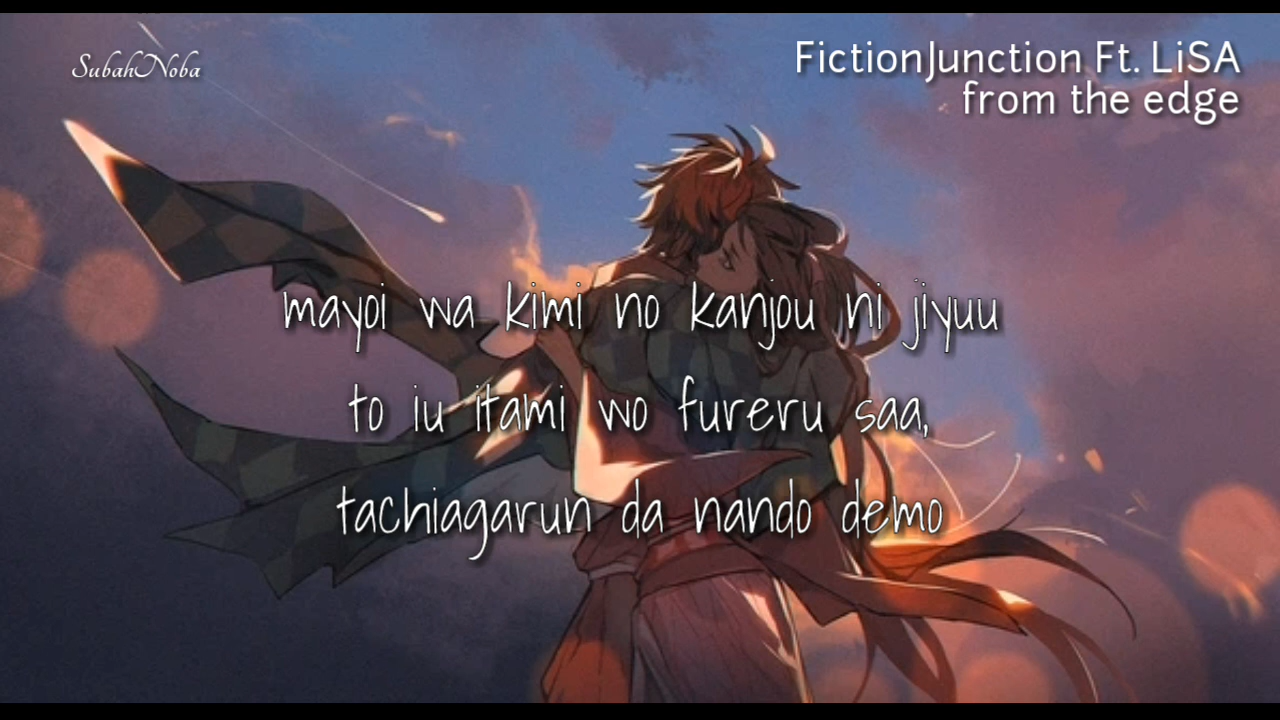 SubahNoba
FictionJunction Ft. LiSA
from the edge
mayoi wa kimi no kanjou ni jiyuu
to iu itami wo fureru saa,
tachiagarun da nando demo